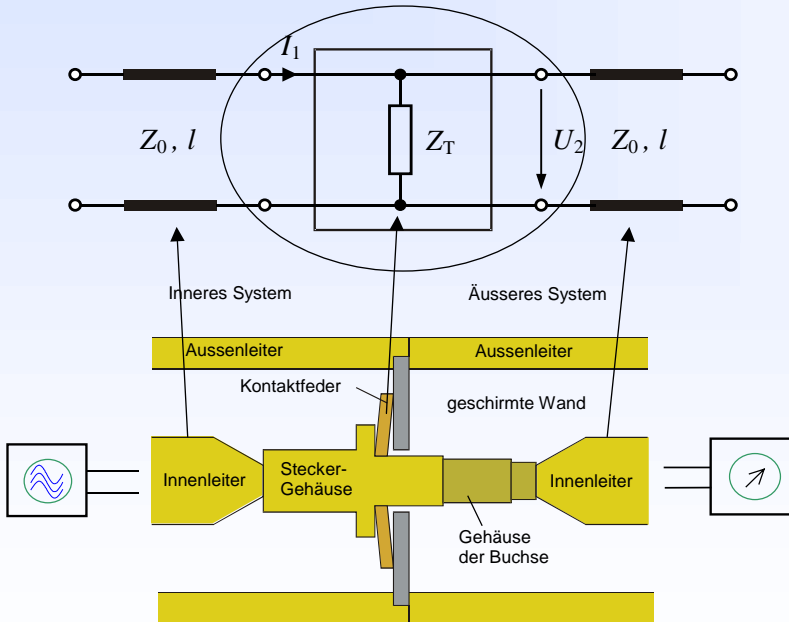 I1
Z0 , l
ZT
U2
Z0 , l
Inneres System
Äusseres System
Aussenleiter
Aussenleiter
Kontaktfeder
geschirmte Wand
Innenleiter
Stecker-
Gehäuse
Innenleiter
Gehäuse
der Buchse